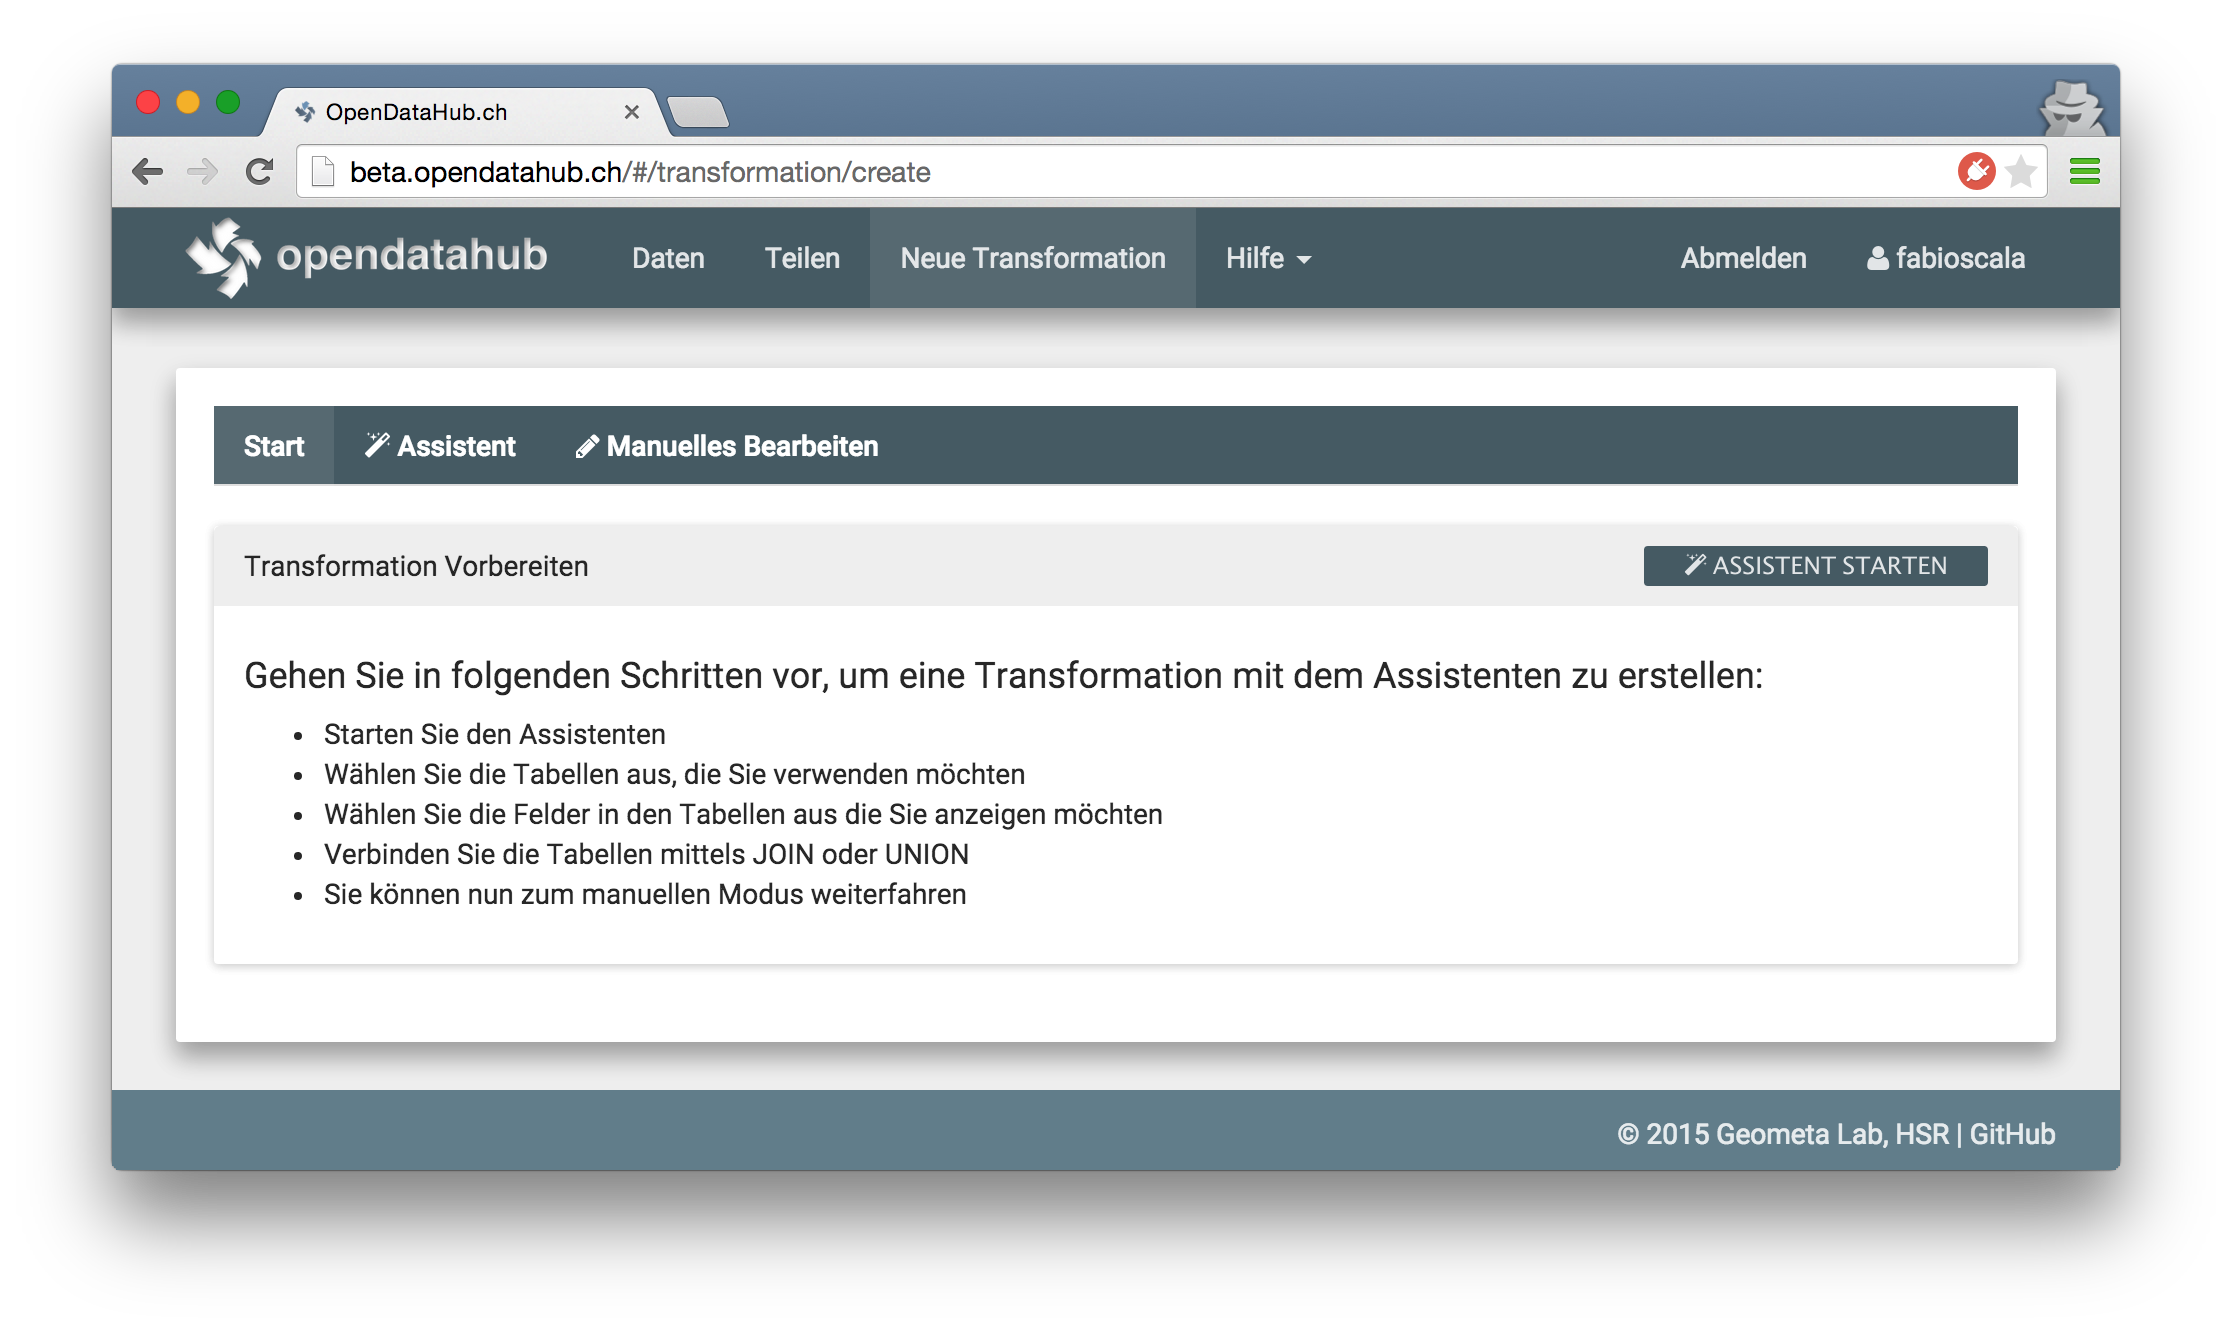 OpenDataHub.ch
beta.opendatahub.ch/#/transformation/create
opendatahub Daten Teilen Neue Transformation Hilfe Abmelden fabioscala
Start Assistent Manuelles Bearbeiten
Transformation Vorbereiten ASSISTENT STARTEN
Gehen Sie in folgenden Schritten vor, um eine Transformation mit dem Assistenten zu erstellen:
• Starten Sie den Assistenten
• Wählen Sie die Tabellen aus, die Sie verwenden möchten
• Wählen Sie die Felder in den Tabellen aus die Sie anzeigen möchten
• Verbinden Sie die Tabellen mittels JOIN oder UNION
• Sie können nun zum manuellen Modus weiterfahren
© 2015 Geometa Lab, HSR | GitHub